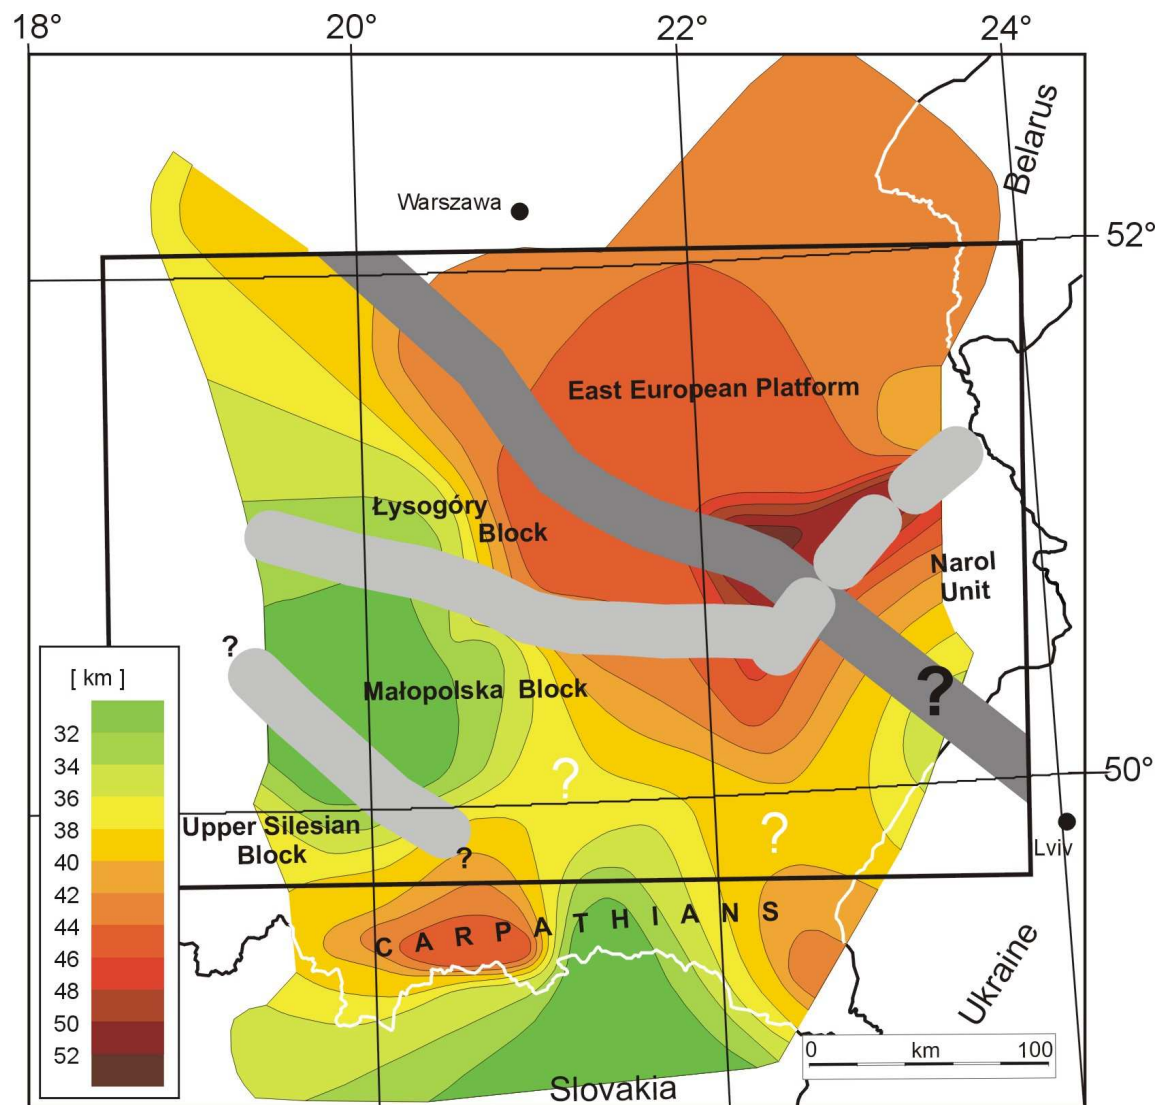 18° 20° 22° 24°
Belarus
Warszawa
52°
East European Platform
Łysogóry
Block
Narol
Unit
?
[ km ]
Małopolska Block
?
32
34
?
50°
36
38
Upper Silesian
Block
?
?
Lviv
40
42
CARPATHIANS
44
46
48
50
52
Ukraine
0 km 100
Slovakia